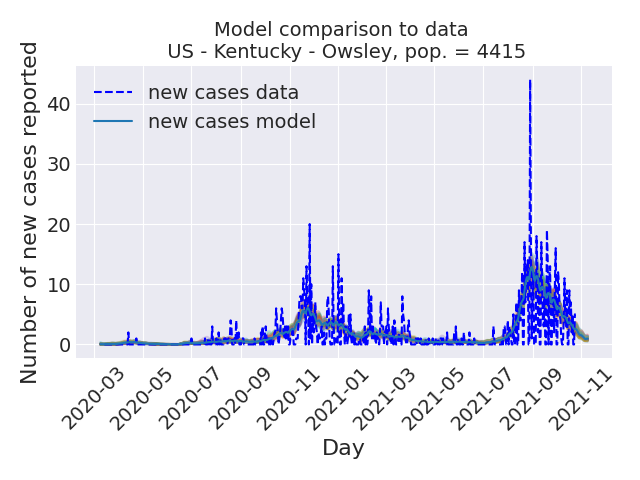 Model comparison to data
US - Kentucky - Owsley, pop. = 4415
Number of new cases reported
new cases data
new cases model
40
30
20
10
0
2020-03
2020-05
2020-07
2020-09
2020-11
2021-01
2021-03
2021-05
2021-07
2021-09
2021-11
Day